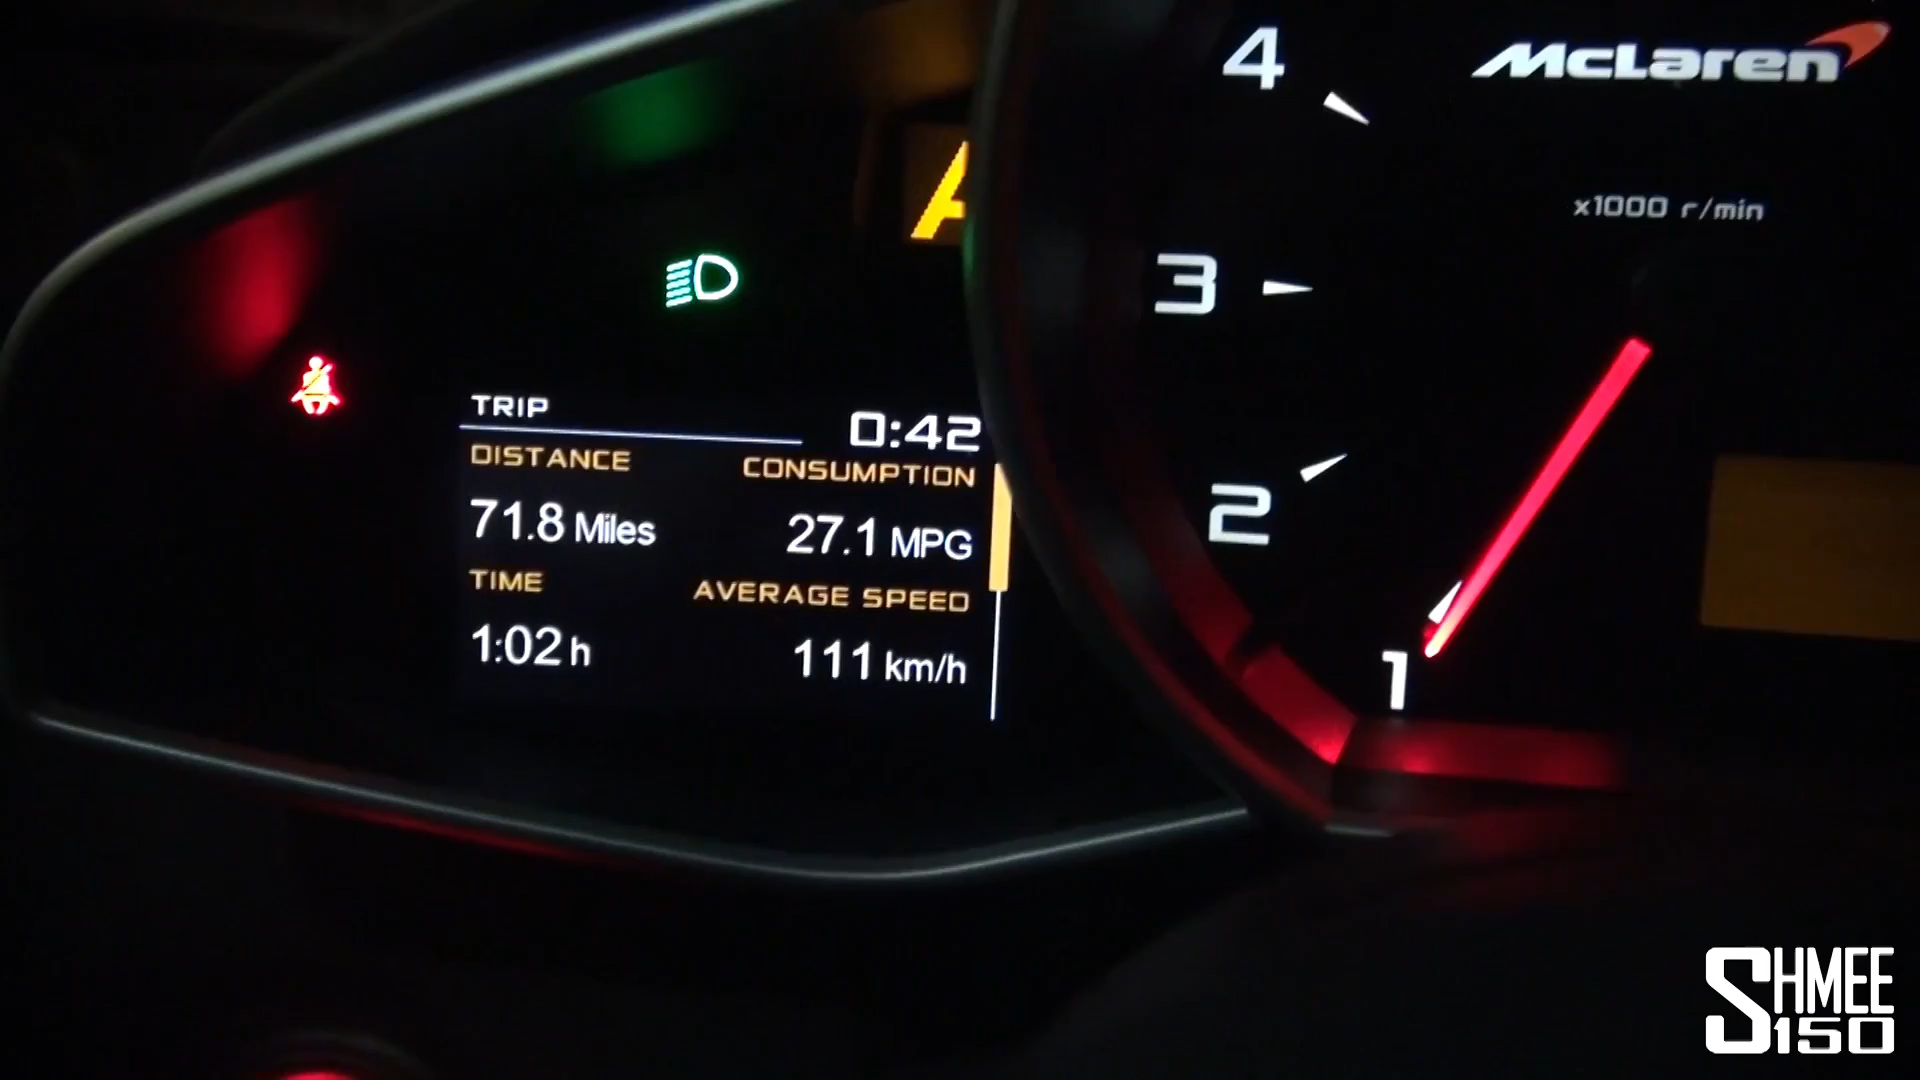 McLaren
x1000 r/min
4
3
2
1
A
TRIP
0:42
DISTANCE
CONSUMPTION
71.8 Miles
27.1 MPG
TIME
AVERAGE SPEED
1:02 h
111 km/h
SHMEE
150